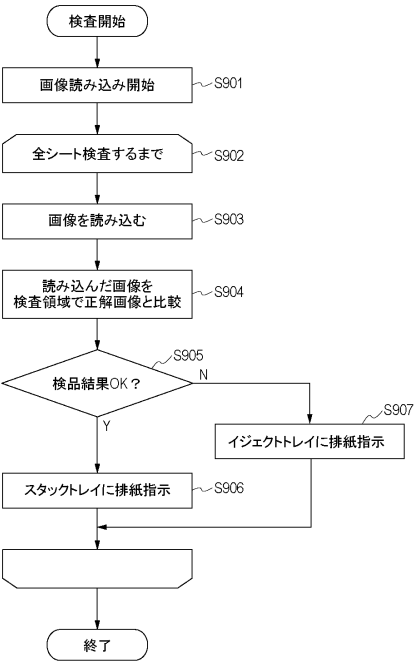 検査開始
画像読み込み開始
S901
全シート検査するまで
S902
画像を読み込む
S903
読み込んだ画像を
検査領域で正解画像と比較
S904
S905
検品結果OK?
N
Y
S907
イジェクトトレイに排紙指示
スタックトレイに排紙指示
S906
終了